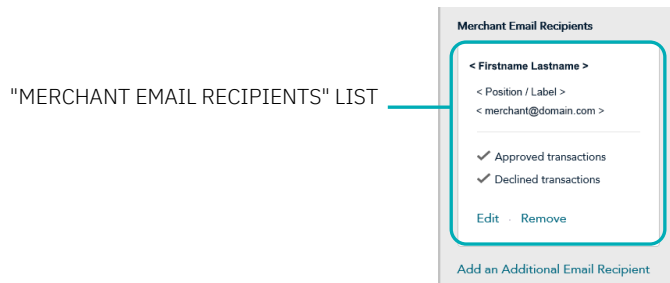 Merchant Email Recipients
"MERCHANT EMAIL RECIPIENTS" LIST
< Firstname Lastname >
< Position / Label >
< merchant@domain.com >
Approved transactions
Declined transactions
Edit · Remove
Add an Additional Email Recipient